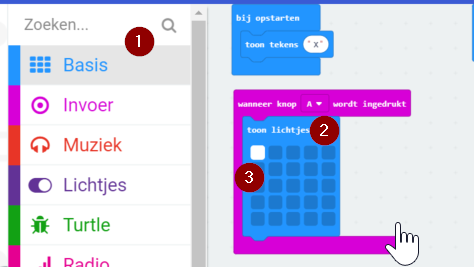 Zoeken...
1
Basis
Invoer
Muziek
Lichtjes
Turtle
Radio
bij opstarten
toon tekens "X"
wanneer knop A wordt ingedrukt
toon lichtjes
2
3